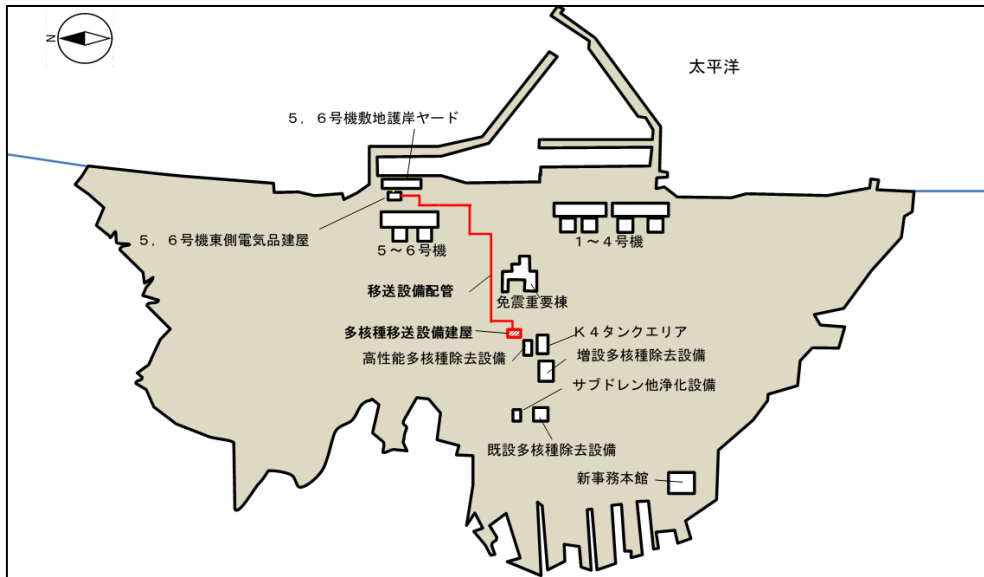 N
太平洋
5，6号機敷地護岸ヤード
5，6号機東側電気品建屋
5～6号機
1～4号機
移送設備配管
免震重要棟
多核種移送設備建屋
K4タンクエリア
高性能多核種除去設備
増設多核種除去設備
サブドレン他浄化設備
既設多核種除去設備
新事務本館